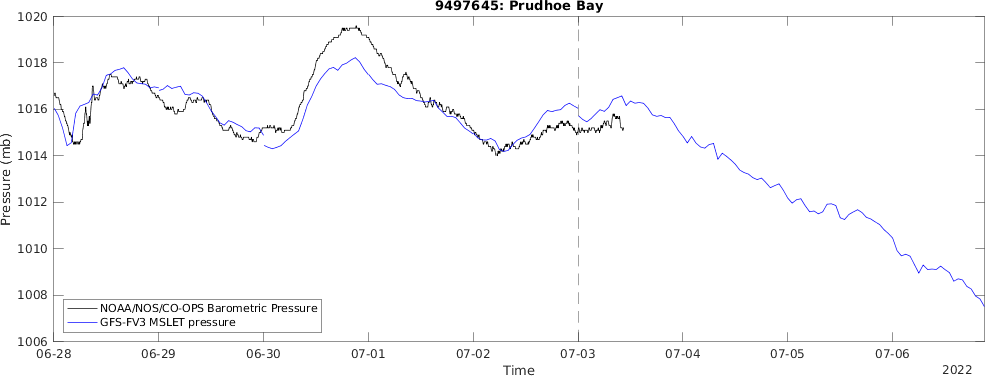 9497645: Prudhoe Bay
1020
1018
1016
1014
1012
1010
1008
1006
Pressure (mb)
NOAA/NOS/CO-OPS Barometric Pressure
GFS-FV3 MSLET pressure
06-28 06-29 06-30 07-01 07-02 07-03 07-04 07-05 07-06
Time
2022